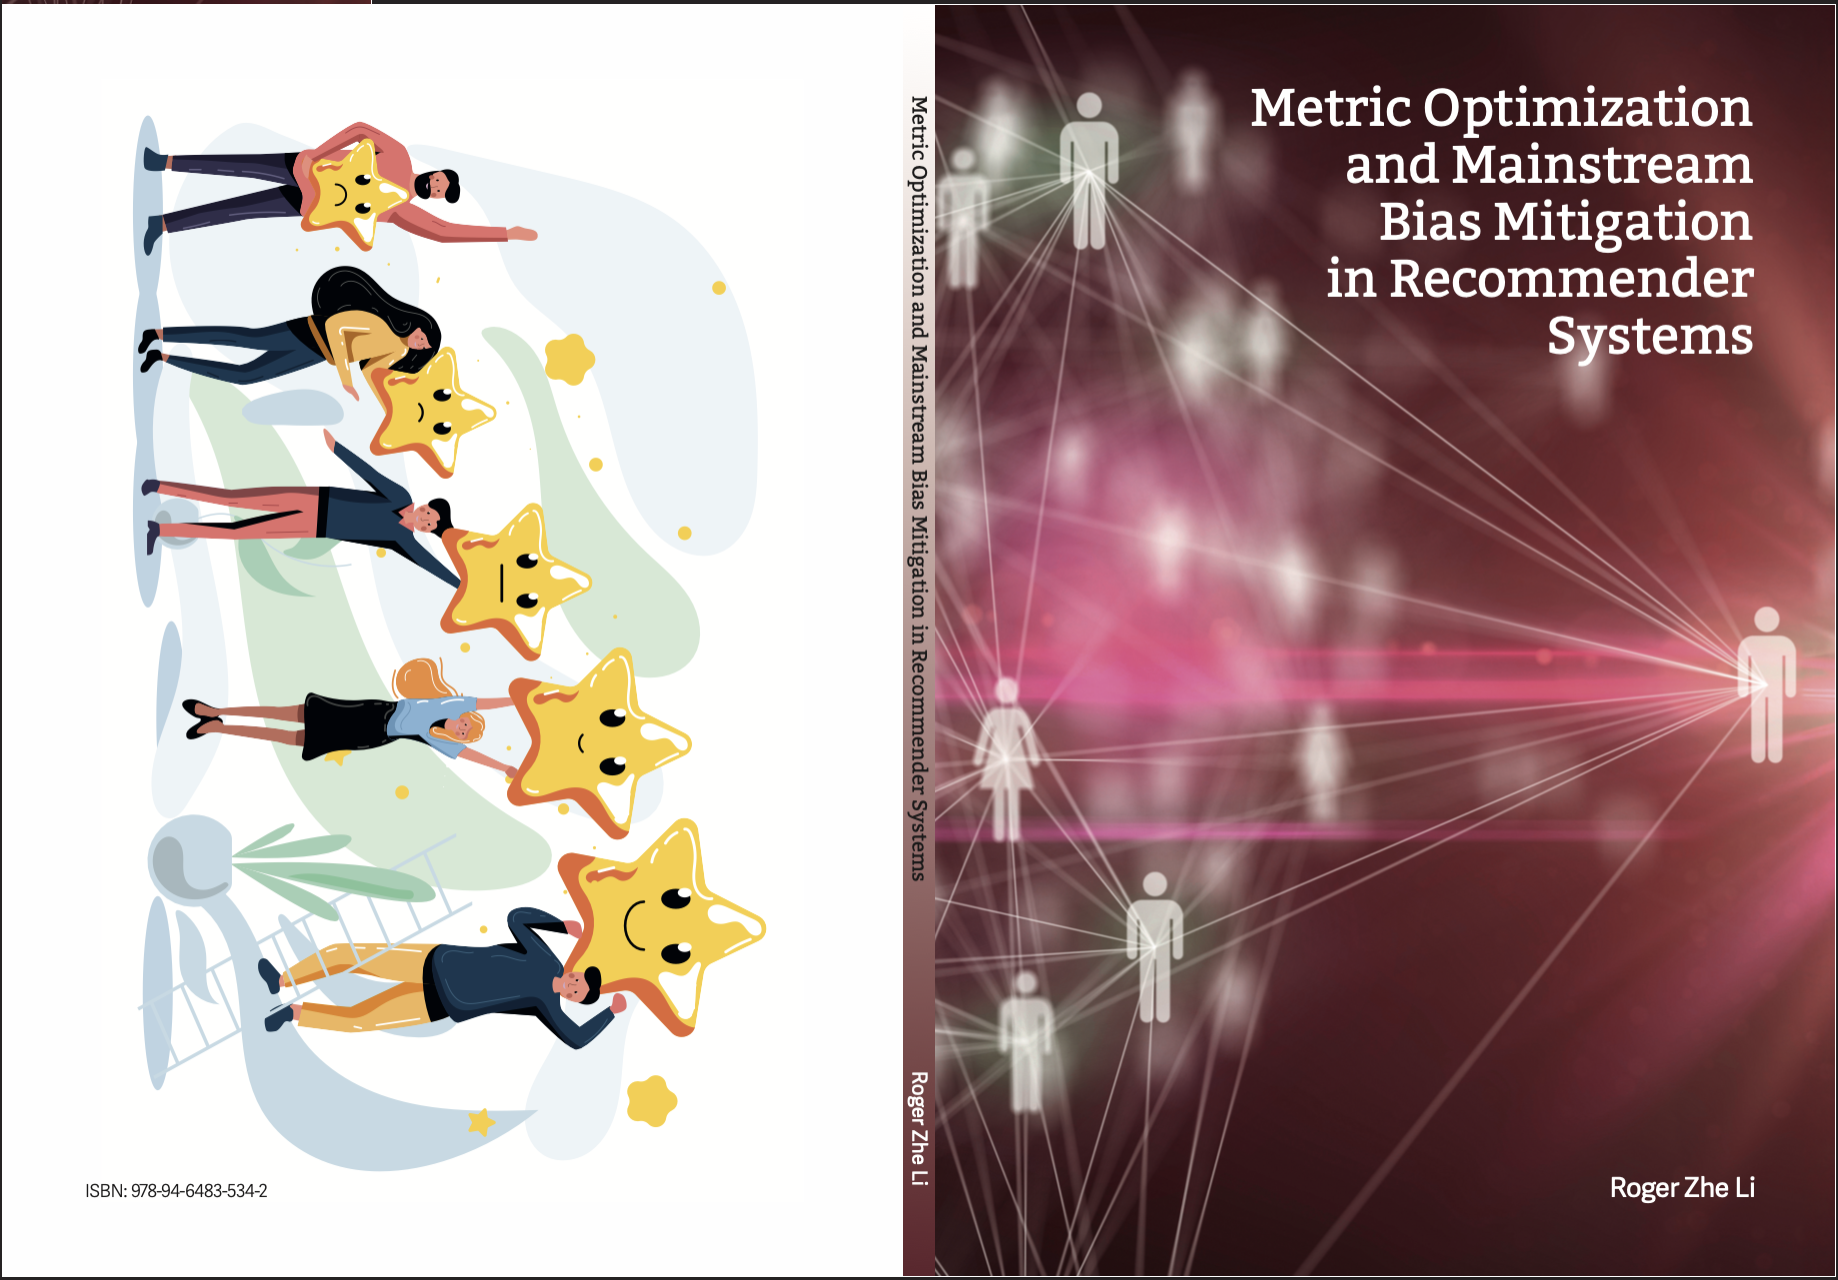 ISBN: 978-94-6483-534-2
Metric Optimization and Mainstream Bias Mitigation in Recommender Systems
Roger Zhe Li
Metric Optimization
and Mainstream
Bias Mitigation
in Recommender
Systems
Roger Zhe Li